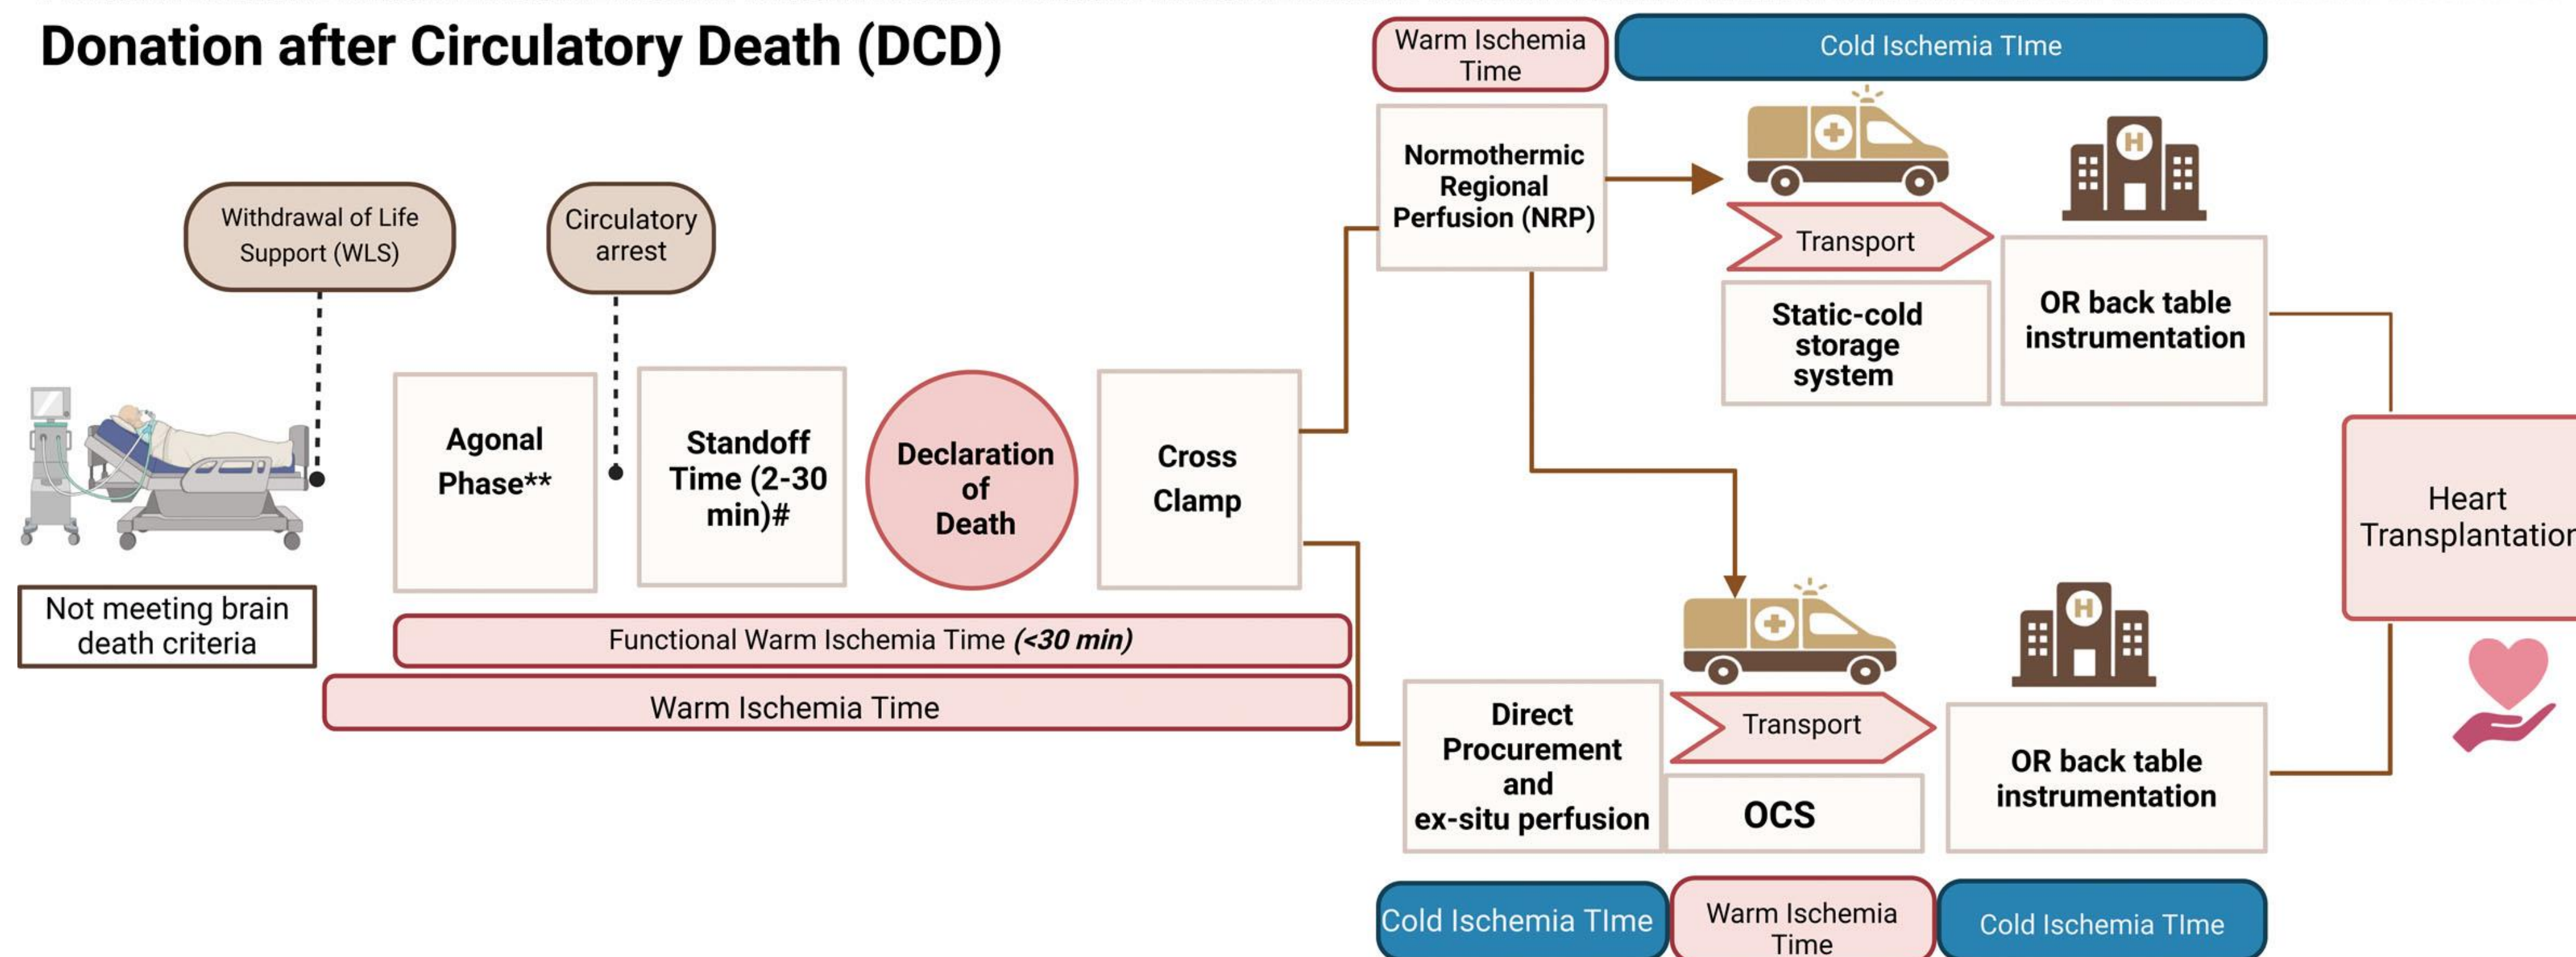 Donation after Circulatory Death (DCD)
Warm Ischemia
Time
Cold Ischemia TIme
Withdrawal of Life
Support (WLS)
Circulatory
arrest
Normothermic
Regional
Perfusion (NRP)
H
Transport
Static-cold
storage
system
OR back table
instrumentation
Agonal
Phase**
Standoff
Time (2-30
min)#
Declaration
of
Death
Cross
Clamp
Heart
Transplantation
Not meeting brain
death criteria
Functional Warm Ischemia Time (<30 min)
Warm Ischemia Time
H
Direct
Procurement
and
ex-situ perfusion
Transport
OCS
OR back table
instrumentation
Cold Ischemia TIme
Warm Ischemia
Time
Cold Ischemia TIme